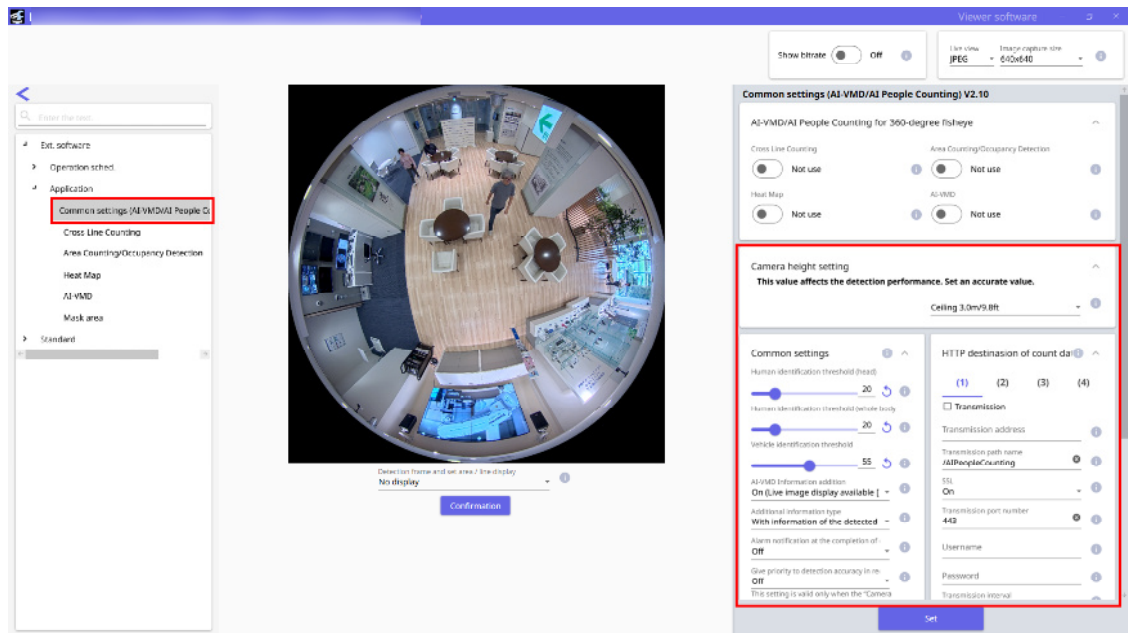 Viewer software
Show bitrate
Off
Live view
JPEG
Image capture size
640x640
Enter the text.
Ext. software
Operation sched.
Application
Common settings (AI-VMD/AI People Co
Cross Line Counting
Area Counting/Occupancy Detection
Heat Map
AI-VMD
Mask area
Standard
Detection frame and set area / line display
No display
Confirmation
Common settings (AI-VMD/AI People Counting) V2.10
AI-VMD/AI People Counting for 360-degree fisheye
Cross Line Counting
Not use
Area Counting/Occupancy Detection
Not use
Heat Map
Not use
AI-VMD
Not use
Camera height setting
This value affects the detection performance. Set an accurate value.
Ceiling 3.0m/9.8ft
Common settings
Human identification threshold (head)
20
Human identification threshold (whole body
20
Vehicle identification threshold
55
AI-VMD Information addition
On (Live image display available [
Additional information type
With information of the detected
Alarm notification at the completion of
Off
Give priority to detection accuracy in re
Off
This setting is valid only when the "Camera
HTTP destinasion of count da
(1) (2) (3) (4)
Transmission
Transmission address
Transmission path name
/AIPeopleCounting
SSL
On
Transmission port number
443
Username
Password
Transmission interval
Set